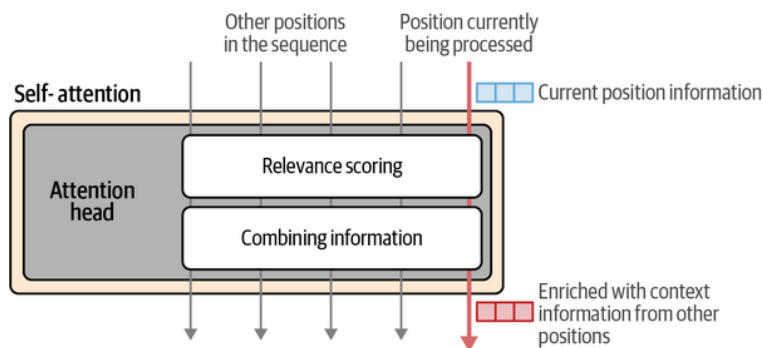 Other positions
in the sequence
Position currently
being processed
Self- attention
Current position information
Attention
head
Relevance scoring
Combining information
Enriched with context
information from other
positions